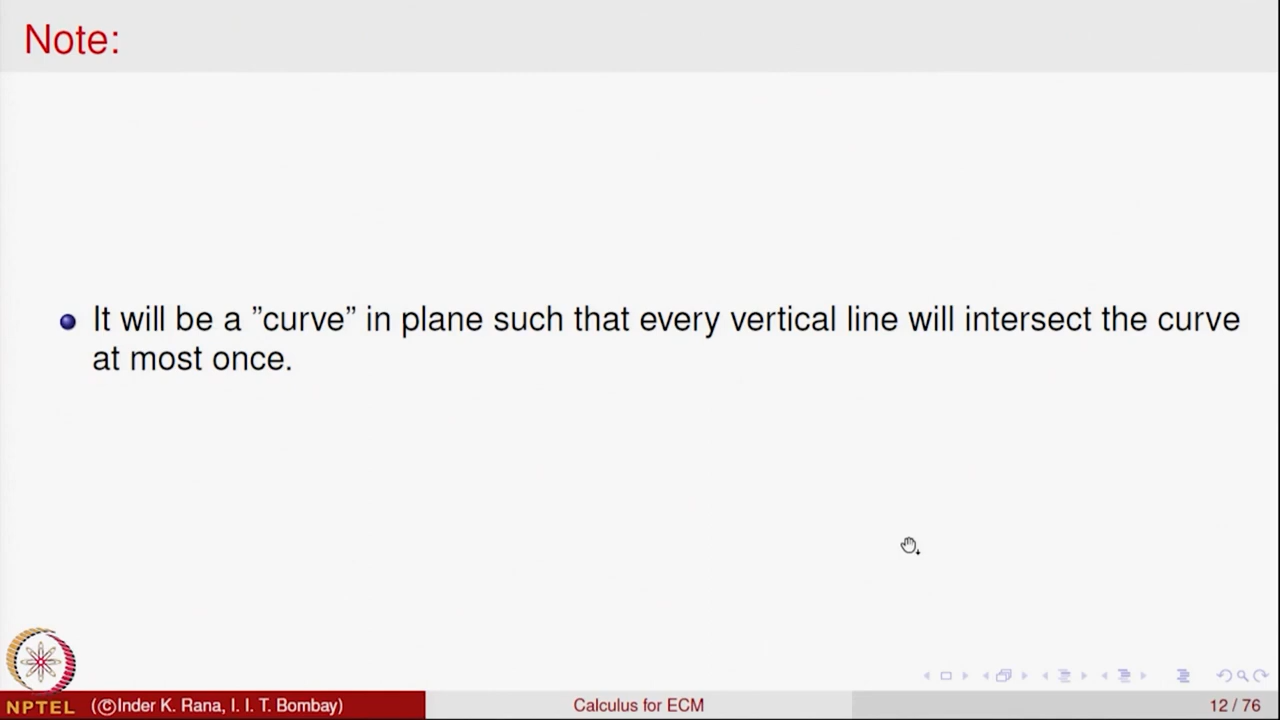 Note:
It will be a ”curve” in plane such that every vertical line will intersect the curve
at most once.
NPTEL
(©Inder K. Rana, I. I. T. Bombay)
Calculus for ECM
12 / 76